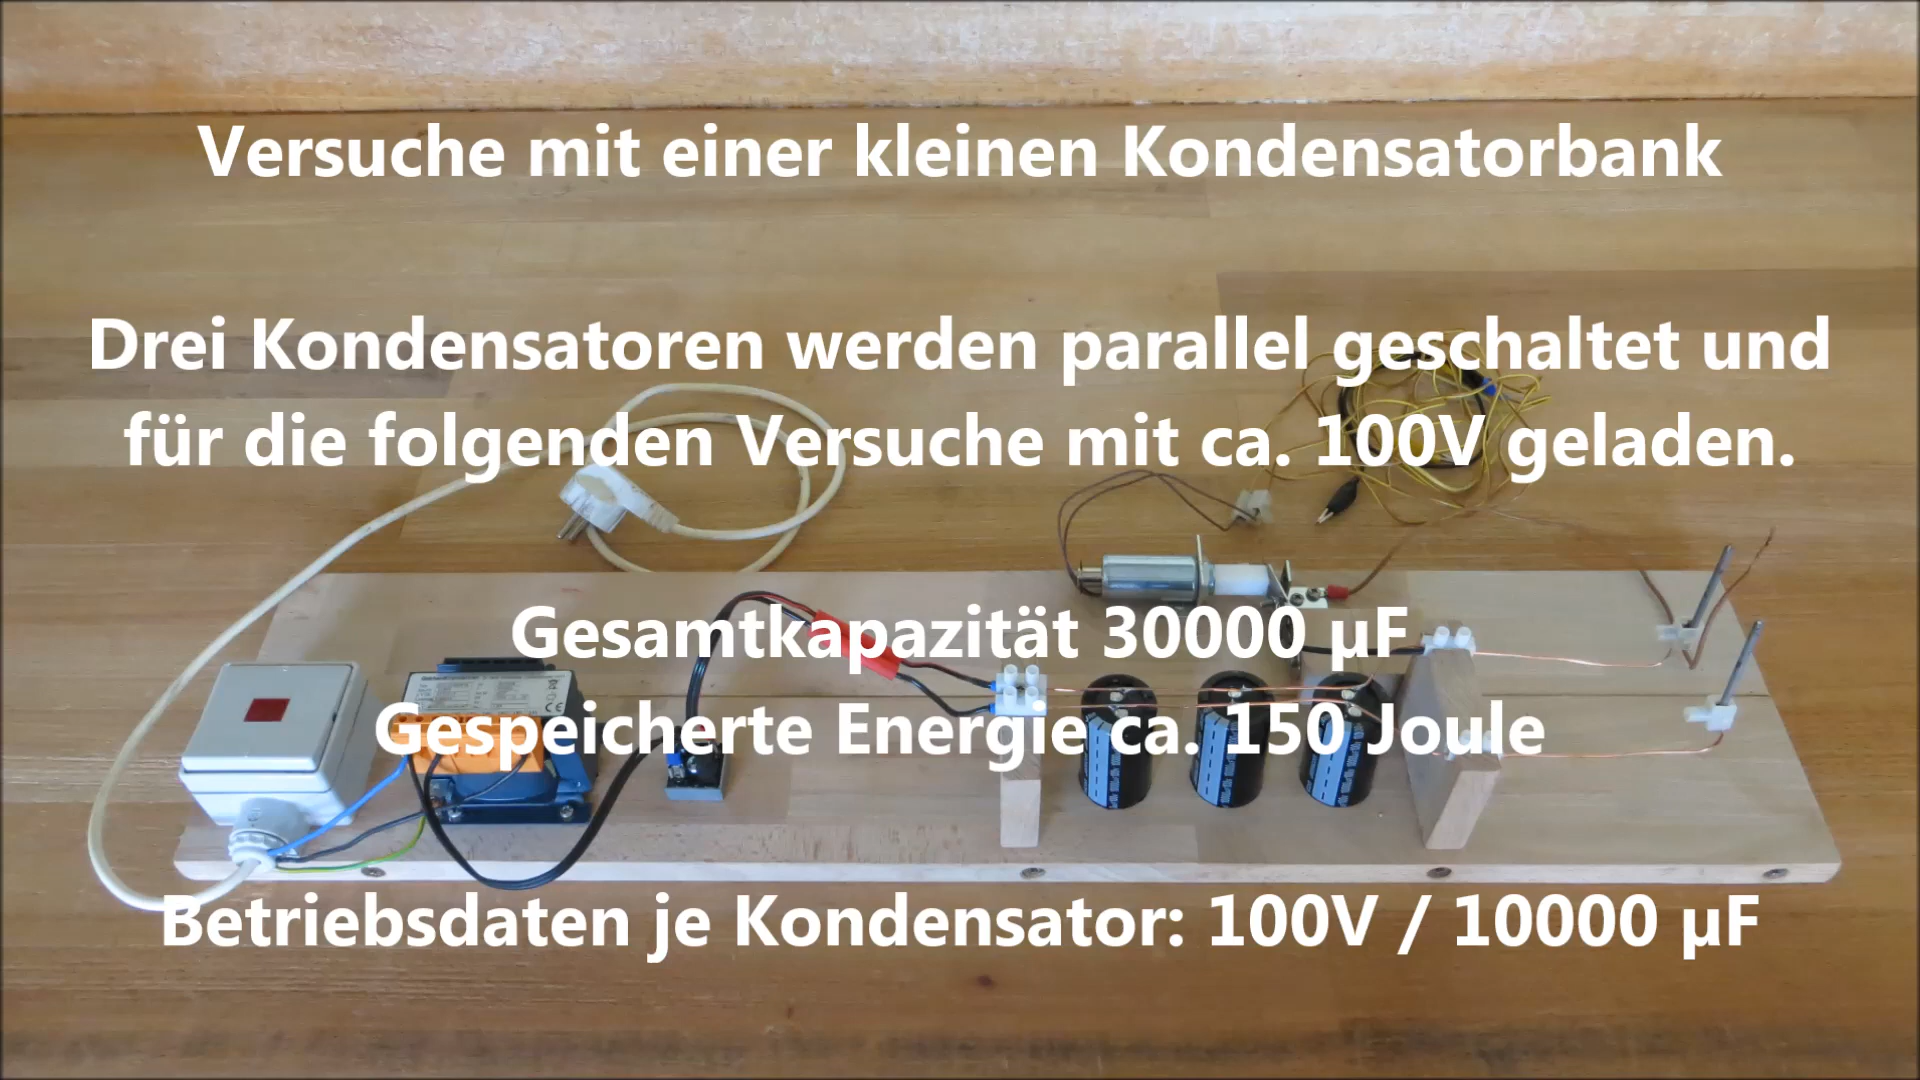 Versuche mit einer kleinen Kondensatorbank
Drei Kondensatoren werden parallel geschaltet und
für die folgenden Versuche mit ca. 100V geladen.
Gesamtkapazität 30000 µF
Gespeicherte Energie ca. 150 Joule
Betriebsdaten je Kondensator: 100V / 10000 µF